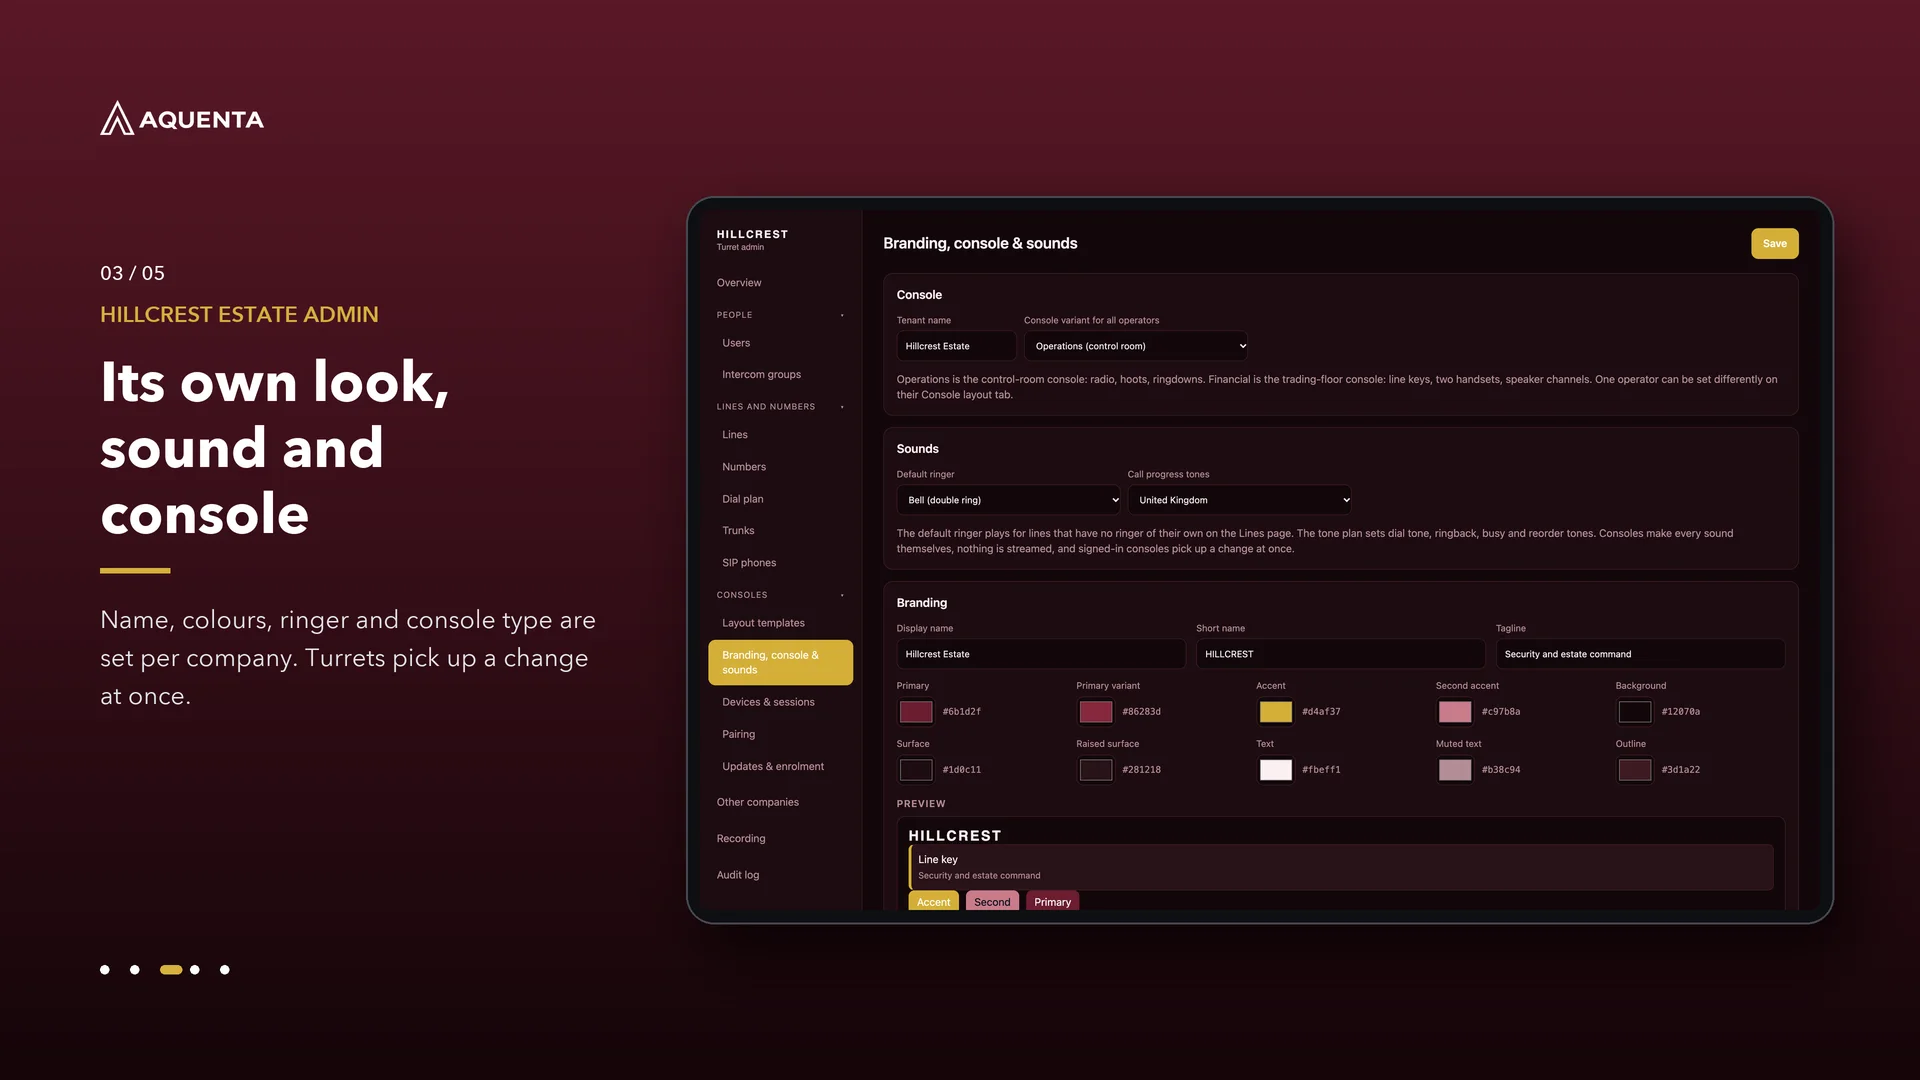 AQUENTA
03 / 05
HILLCREST ESTATE ADMIN
Its own look,
sound and
console
Name, colours, ringer and console type are
set per company. Turrets pick up a change
at once.
HILLCREST
Turret admin
Overview
PEOPLE
Users
Intercom groups
LINES AND NUMBERS
Lines
Numbers
Dial plan
Trunks
SIP phones
CONSOLES
Layout templates
Branding, console &
sounds
Devices & sessions
Pairing
Updates & enrolment
Other companies
Recording
Audit log
Branding, console & sounds
Save
Console
Tenant name
Console variant for all operators
Hillcrest Estate
Operations (control room)
Operations is the control-room console: radio, hoots, ringdowns. Financial is the trading-floor console: line keys, two handsets, speaker channels. One operator can be set differently on
their Console layout tab.
Sounds
Default ringer
Call progress tones
Bell (double ring)
United Kingdom
The default ringer plays for lines that have no ringer of their own on the Lines page. The tone plan sets dial tone, ringback, busy and reorder tones. Consoles make every sound
themselves, nothing is streamed, and signed-in consoles pick up a change at once.
Branding
Display name
Short name
Tagline
Hillcrest Estate
HILLCREST
Security and estate command
Primary
Primary variant
Accent
Second accent
Background
#6b1d2f
#86283d
#d4af37
#c97b8a
#12070a
Surface
Raised surface
Text
Muted text
Outline
#1d0c11
#281218
#fbeff1
#b38c94
#3d1a22
PREVIEW
HILLCREST
Line key
Security and estate command
Accent
Second
Primary